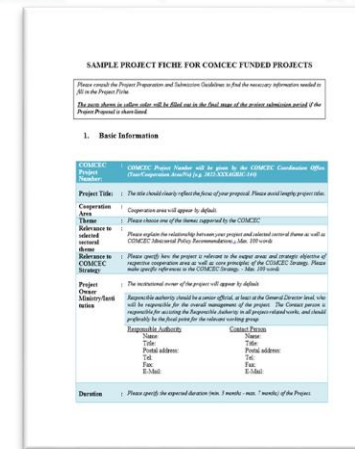 SAMPLE PROJECT FICHE FOR COMCEC FUNDED PROJECTS
Please consult the Project Preparation and Submission Guidelines to find the necessary information needed to
fill in the Project Fiche
The parts shown in yellow color will be filled out in the final stage of the project submission period if the
Project Proposal is short-listed
1. Basic Information
COMCEC Project Number: : COMCEC Project Number will be given by the COMCEC Coordination Office
(Year/Cooperation Area/No)
Project Title: : The title should clearly reflect the focus of your proposal. Please avoid lengthy project titles.
Cooperation Area : Cooperation area will appear by default.
Theme : Please choose one of the themes supported by the COMCEC
Relevance to selected sectoral theme : Please explain the relationship between your project and selected sectoral theme as well as
COMCEC Ministerial Policy Recommendations. Max. 100 words
Relevance to COMCEC Strategy : Please specify how the project is relevant to the output areas and strategic objective of
respective cooperation area as well as core principles of the COMCEC Strategy. Please
make specific references to the COMCEC Strategy. - Max. 100 words
Project Owner Ministry/Institution : The institutional owner of the project will appear by default
Responsible authority should be a senior official, at least at the General Director level, who
will be responsible for the overall management of the project. The Contact person is
responsible for assisting the Responsible Authority in all project-related works, and should
preferably be the focal point for the relevant working group.
Responsible Authority Contact Person
Name: Name:
Title: Title:
Postal address: Postal address:
Tel: Tel:
Fax: Fax:
E-Mail: E-Mail:
Duration : Please specify the expected duration (min. 3 months - max. 7 months) of the Project.